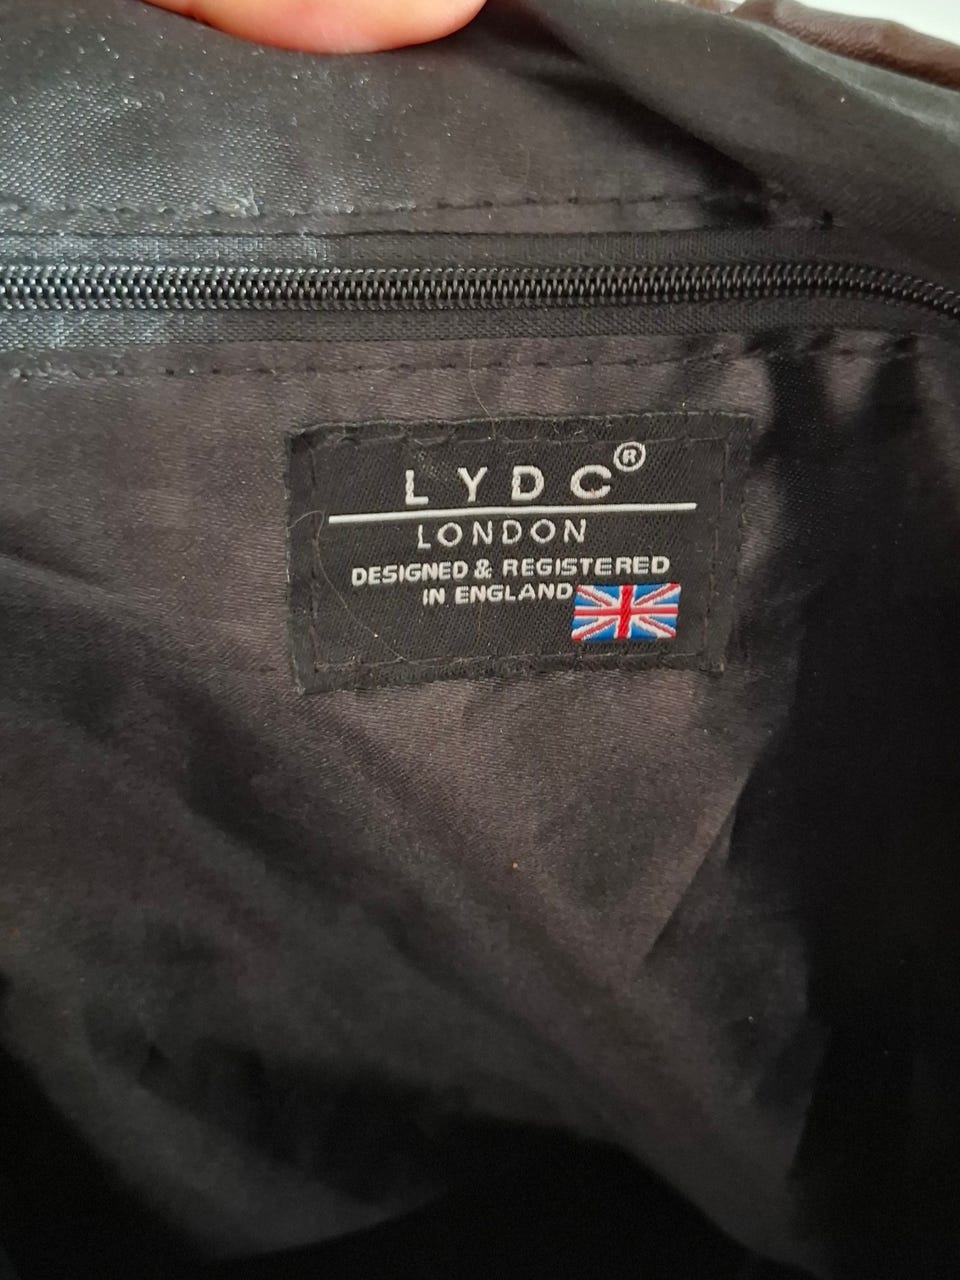 LYDC®
LONDON
DESIGNED & REGISTERED
IN ENGLAND